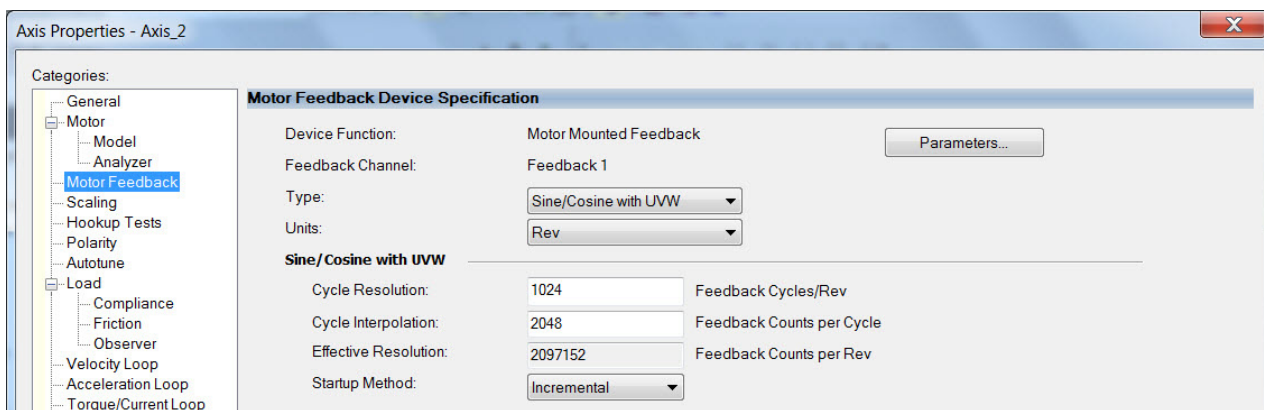 Axis Properties - Axis_2
X
Categories:
General
Motor
Model
Analyzer
Motor Feedback
Scaling
Hookup Tests
Polarity
Autotune
Load
Compliance
Friction
Observer
Velocity Loop
Acceleration Loop
Torque/Current Loop
Motor Feedback Device Specification
Device Function: Motor Mounted Feedback Parameters...
Feedback Channel: Feedback 1
Type: Sine/Cosine with UVW
Units: Rev
Sine/Cosine with UVW
Cycle Resolution: 1024 Feedback Cycles/Rev
Cycle Interpolation: 2048 Feedback Counts per Cycle
Effective Resolution: 2097152 Feedback Counts per Rev
Startup Method: Incremental